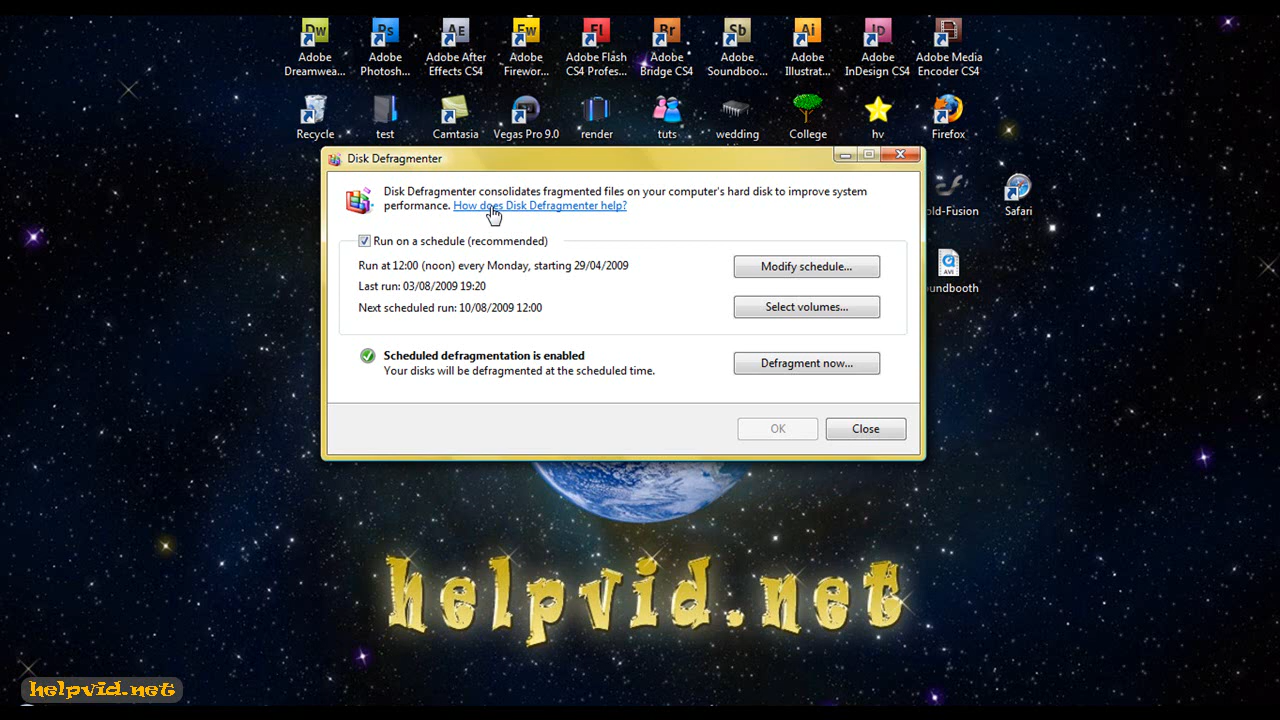 Dw Ps Ae Fw Fl Br Sb Ai Id
Adobe Dreamwea...
Adobe Photosh...
Adobe After Effects CS4
Adobe Firewor...
Adobe Flash CS4 Profes...
Adobe Bridge CS4
Adobe Soundboo...
Adobe Illustrat...
Adobe InDesign CS4
Adobe Media Encoder CS4
Recycle
test
Camtasia
Vegas Pro 9.0
render
tuts
wedding
College
hv
Firefox
Disk Defragmenter
Disk Defragmenter consolidates fragmented files on your computer's hard disk to improve system
performance. How does Disk Defragmenter help?
old-Fusion
Safari
Run on a schedule (recommended)
Run at 12:00 (noon) every Monday, starting 29/04/2009
Modify schedule...
Last run: 03/08/2009 19:20
AVI
undbooth
Next scheduled run: 10/08/2009 12:00
Select volumes...
Scheduled defragmentation is enabled
Your disks will be defragmented at the scheduled time.
Defragment now...
OK
Close
helpvid.net
helpvid.net